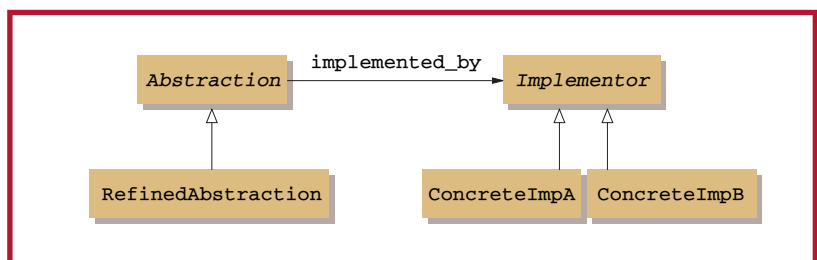 implemented_by
Abstraction
Implementor
RefinedAbstraction
ConcreteImpA
ConcreteImpB